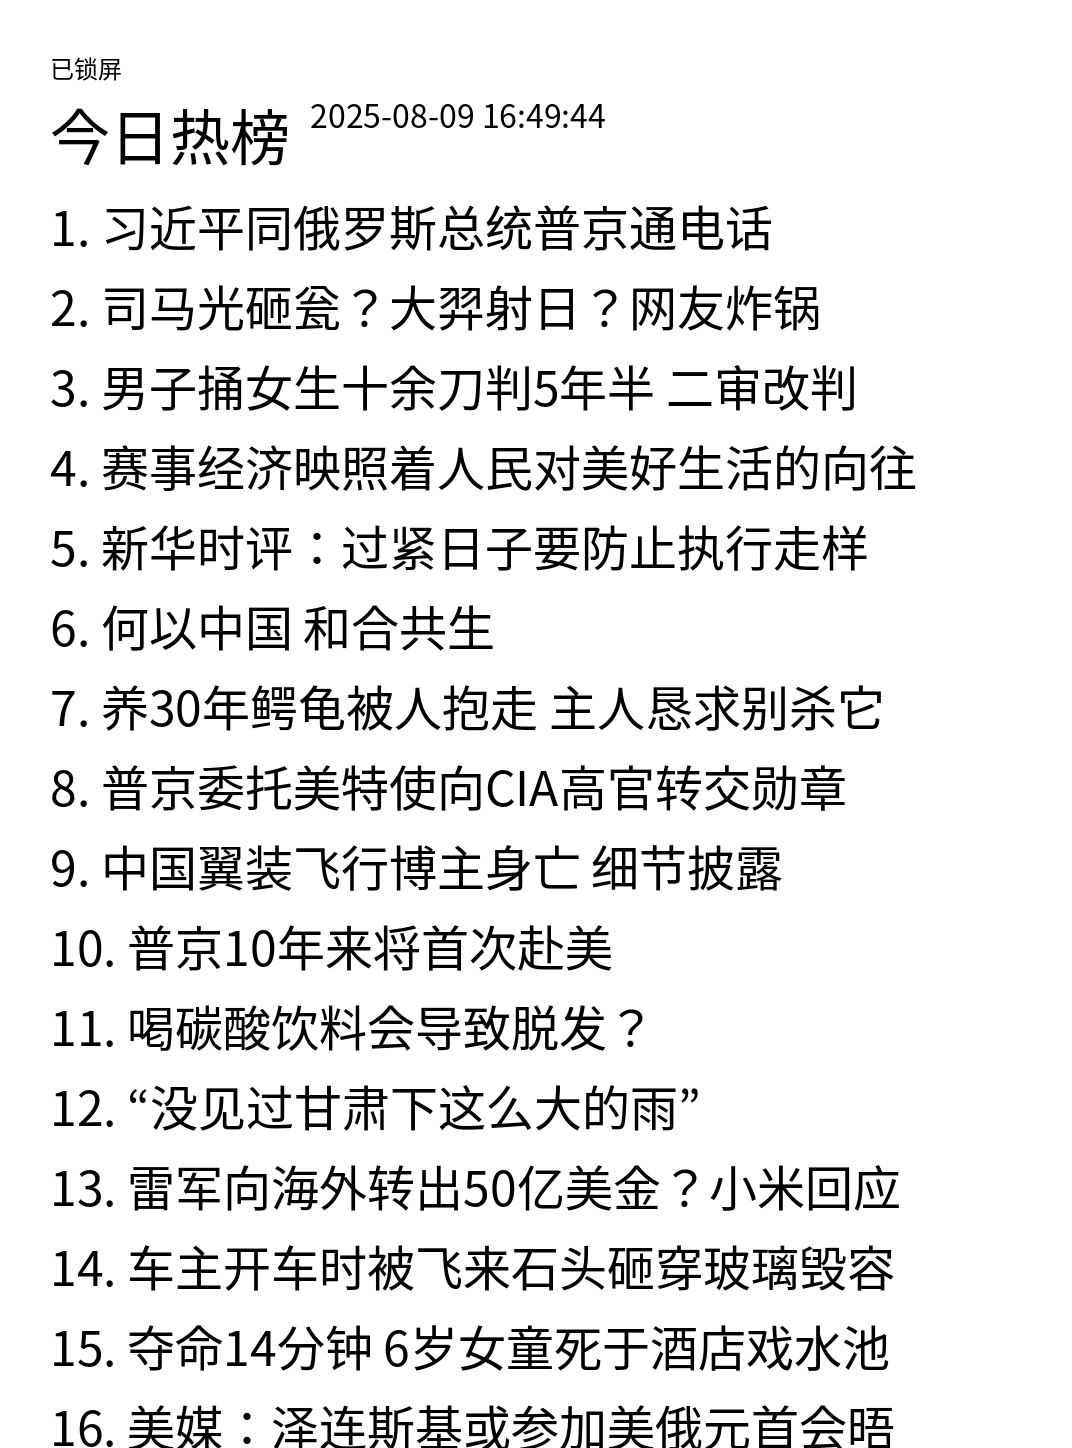 已锁屏
今日热榜 2025-08-09 16:49:44
1. 习近平同俄罗斯总统普京通电话
2. 司马光砸瓮？大羿射日？网友炸锅
3. 男子捅女生十余刀判5年半 二审改判
4. 赛事经济映照着人民对美好生活的向往
5. 新华时评：过紧日子要防止执行走样
6. 何以中国 和合共生
7. 养30年鳄龟被人抱走 主人恳求别杀它
8. 普京委托美特使向CIA高官转交勋章
9. 中国翼装飞行博主身亡 细节披露
10. 普京10年来将首次赴美
11. 喝碳酸饮料会导致脱发？
12. “没见过甘肃下这么大的雨”
13. 雷军向海外转出50亿美金？小米回应
14. 车主开车时被飞来石头砸穿玻璃毁容
15. 夺命14分钟 6岁女童死于酒店戏水池
16. 美媒：泽连斯基或参加美俄元首会晤